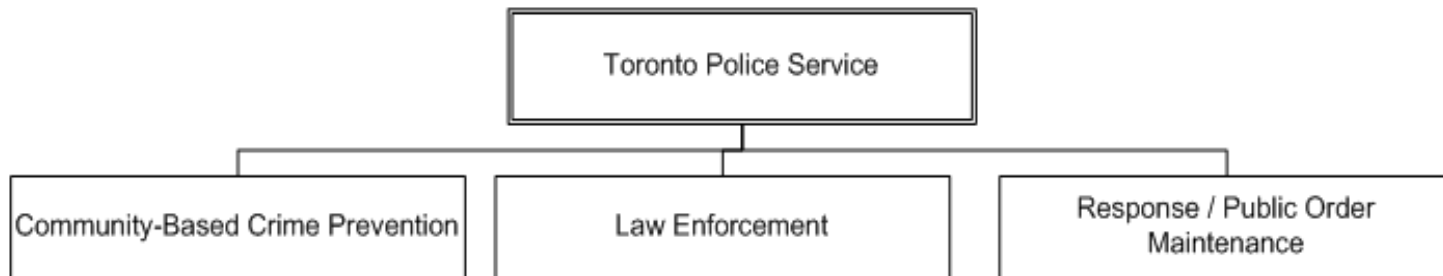 Toronto Police Service
Community-Based Crime Prevention
Law Enforcement
Response / Public Order
Maintenance